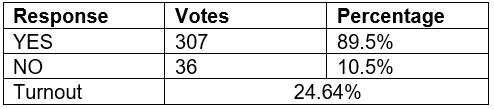 Response Votes Percentage
YES 307 89.5%
NO 36 10.5%
Turnout 24.64%